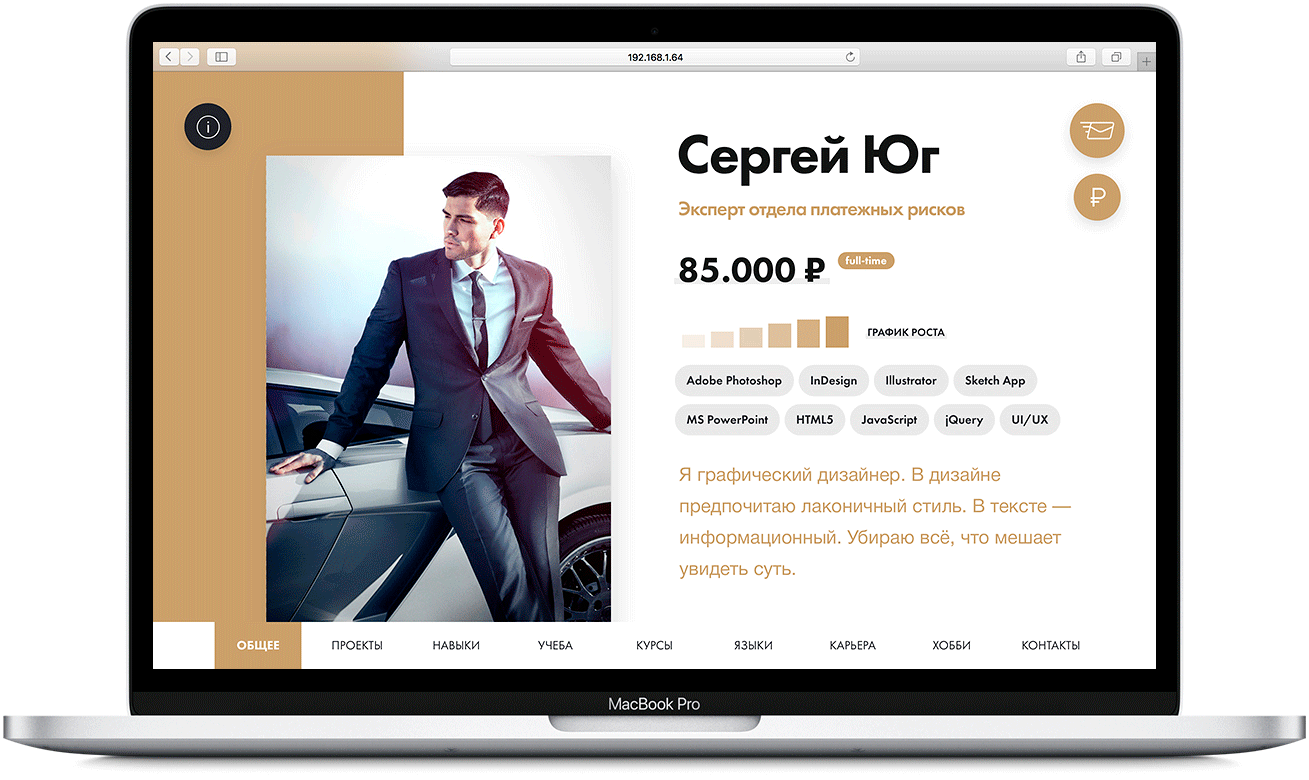 192.168.1.64
Сергей Юг
Эксперт отдела платежных рисков
85.000 ₽ full-time
ГРАФИК РОСТА
Adobe Photoshop InDesign Illustrator Sketch App
MS PowerPoint HTML5 JavaScript jQuery UI/UX
Я графический дизайнер. В дизайне
предпочитаю лаконичный стиль. В тексте —
информационный. Убираю всё, что мешает
увидеть суть.
ОБЩЕЕ ПРОЕКТЫ НАВЫКИ УЧЕБА КУРСЫ ЯЗЫКИ КАРЬЕРА ХОББИ КОНТАКТЫ
MacBook Pro